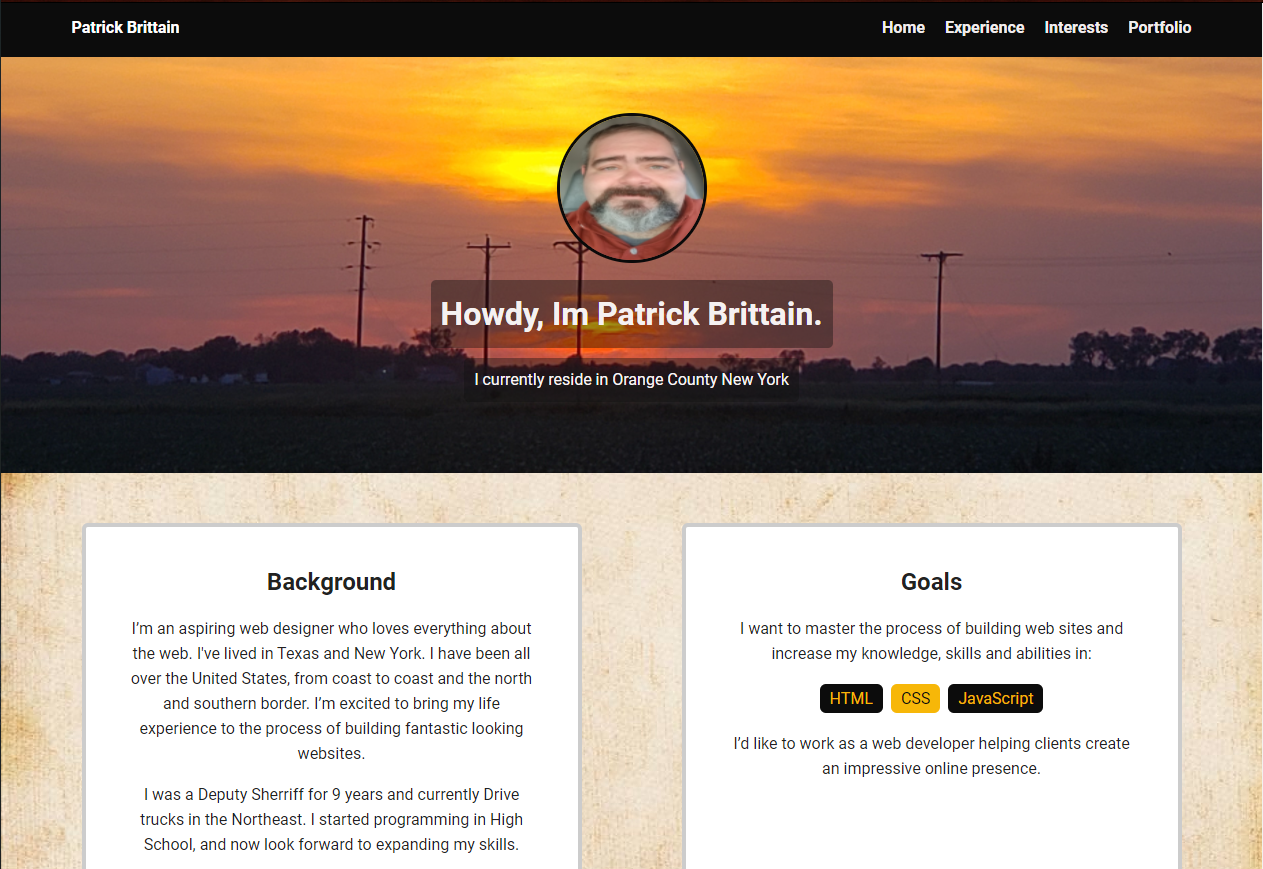 Patrick Brittain
Home Experience Interests Portfolio
Howdy, Im Patrick Brittain.
I currently reside in Orange County New York
Background
I’m an aspiring web designer who loves everything about
the web. I've lived in Texas and New York. I have been all
over the United States, from coast to coast and the north
and southern border. I’m excited to bring my life
experience to the process of building fantastic looking
websites.
I was a Deputy Sherriff for 9 years and currently Drive
trucks in the Northeast. I started programming in High
School, and now look forward to expanding my skills.
Goals
I want to master the process of building web sites and
increase my knowledge, skills and abilities in:
HTML CSS JavaScript
I’d like to work as a web developer helping clients create
an impressive online presence.